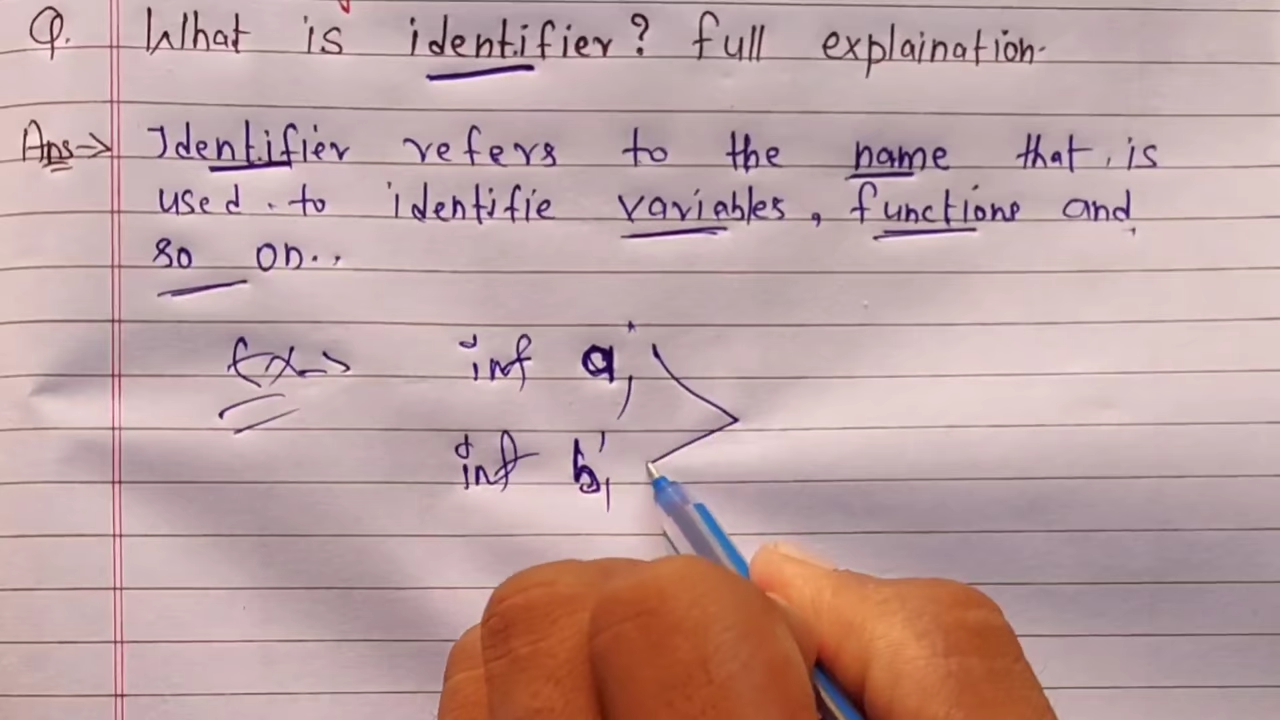 Q. What is identifier? full explaination.
Ans→ Identifier refers to the name that is
used to identifie variables, functions and
so on..
Ex→ int a;
int b;